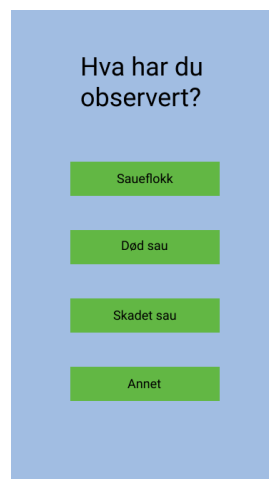 Hva har du
observert?
Saueflokk
Død sau
Skadet sau
Annet